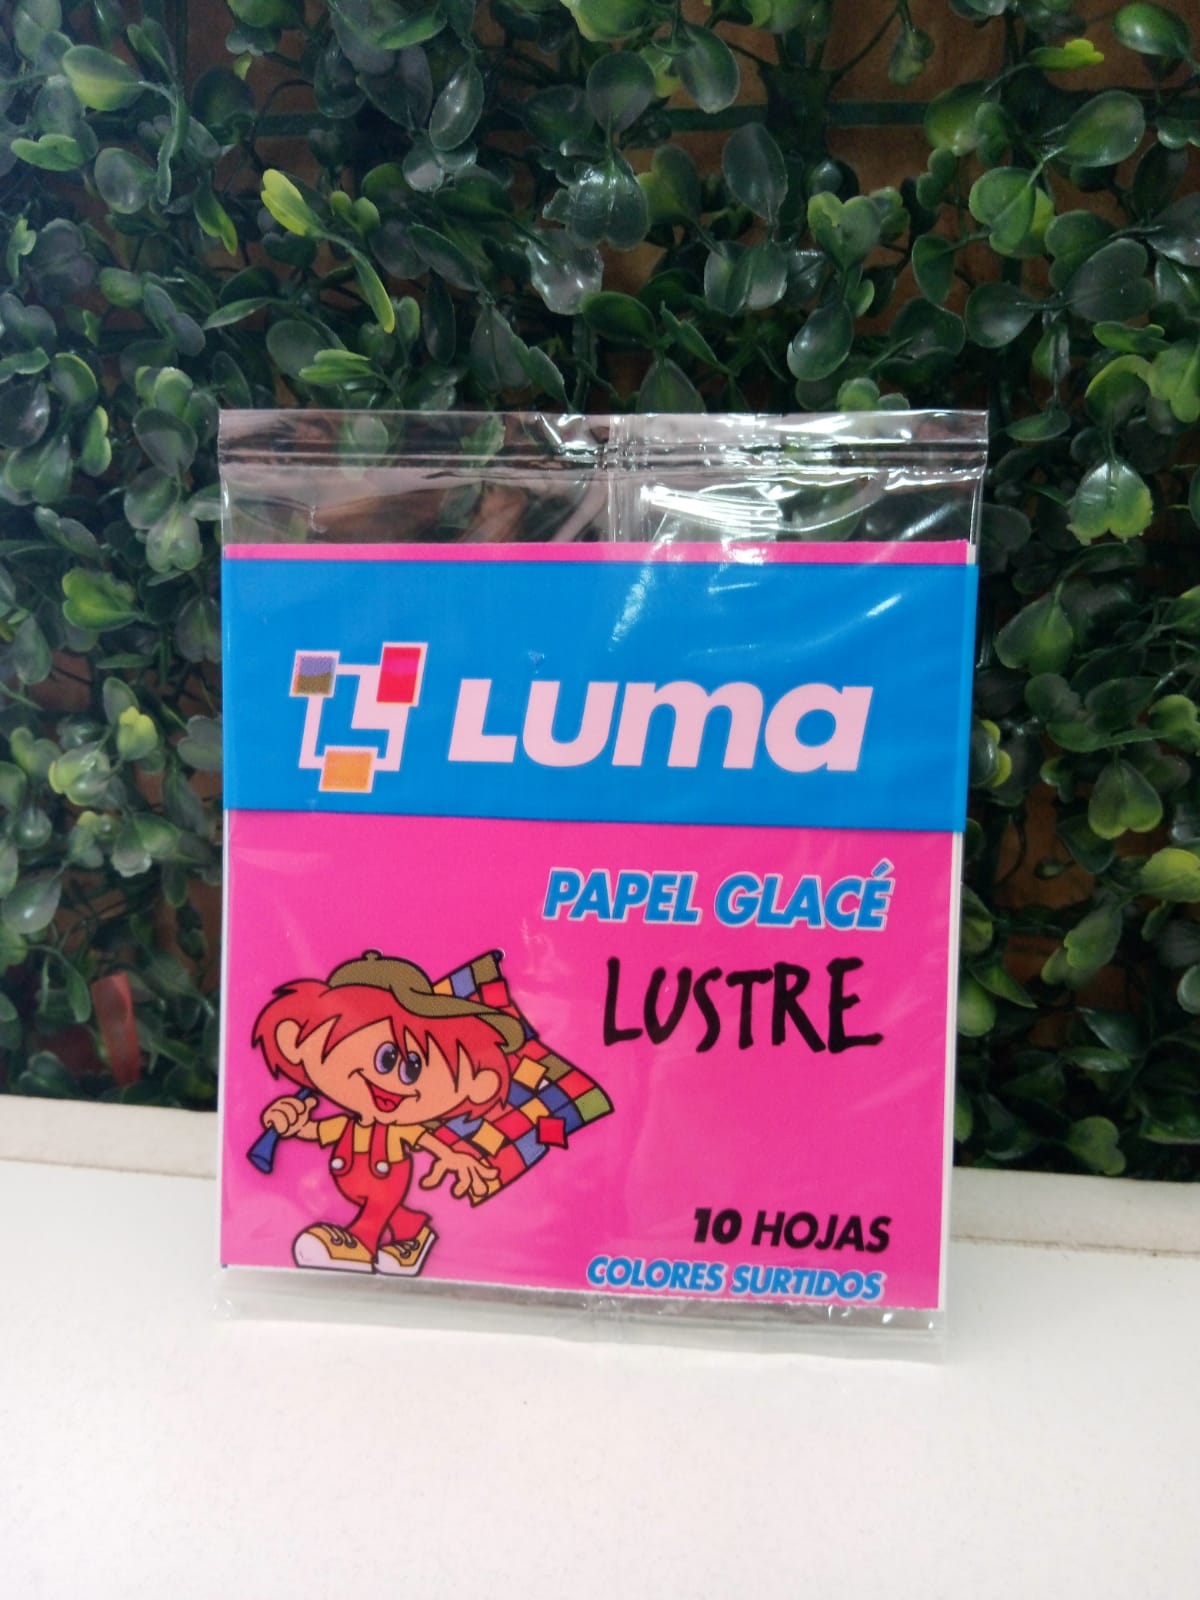 Luma
PAPEL GLACÉ
LUSTRE
10 HOJAS
COLORES SURTIDOS